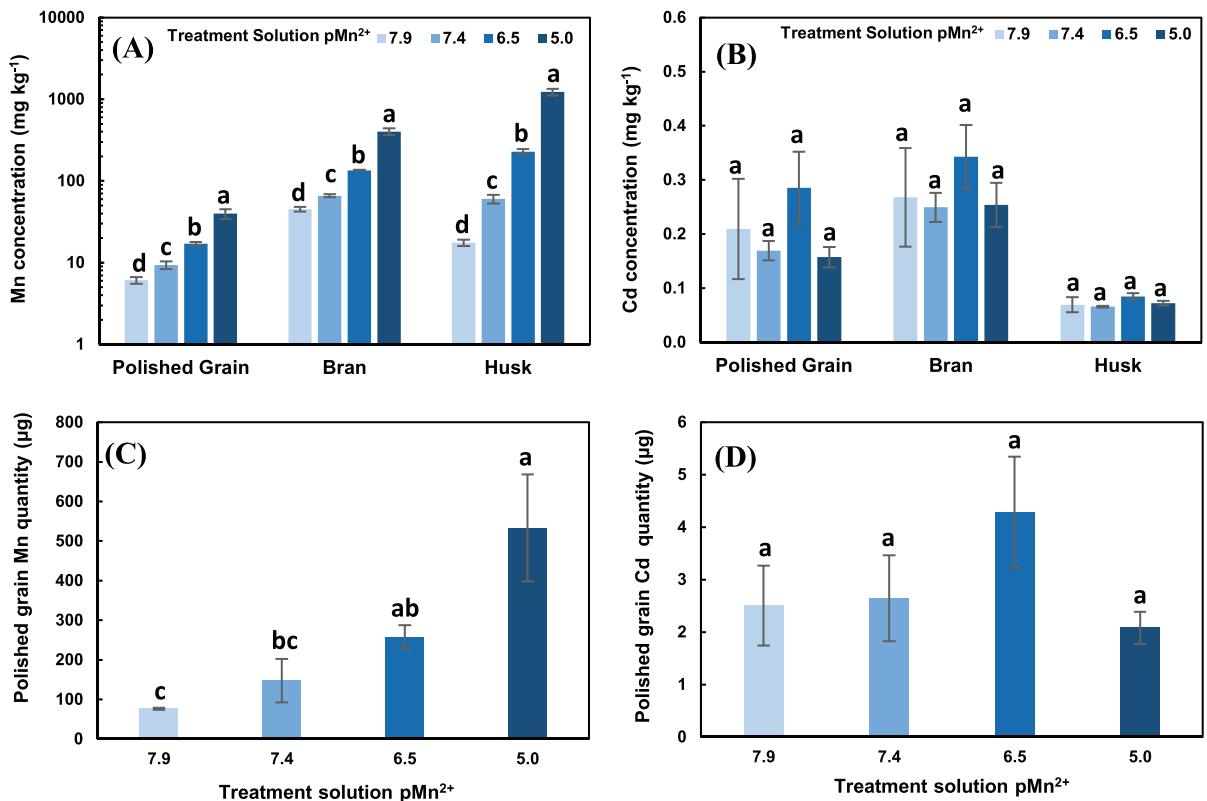 (A)
Treatment Solution pMn²⁺ 7.9 7.4 6.5 5.0
Mn concentration (mg kg⁻¹)
10000
1000
100
10
1
d c b a
d c b a
d c b a
Polished Grain Bran Husk
(B)
Treatment Solution pMn²⁺ 7.9 7.4 6.5 5.0
Cd concentration (mg kg⁻¹)
0.6
0.5
0.4
0.3
0.2
0.1
0.0
a a a a
a a a a
a a a a
Polished Grain Bran Husk
(C)
Polished grain Mn quantity (µg)
800
700
600
500
400
300
200
100
0
c bc ab a
7.9 7.4 6.5 5.0
Treatment solution pMn²⁺
(D)
Polished grain Cd quantity (µg)
6
5
4
3
2
1
0
a a a a
7.9 7.4 6.5 5.0
Treatment solution pMn²⁺